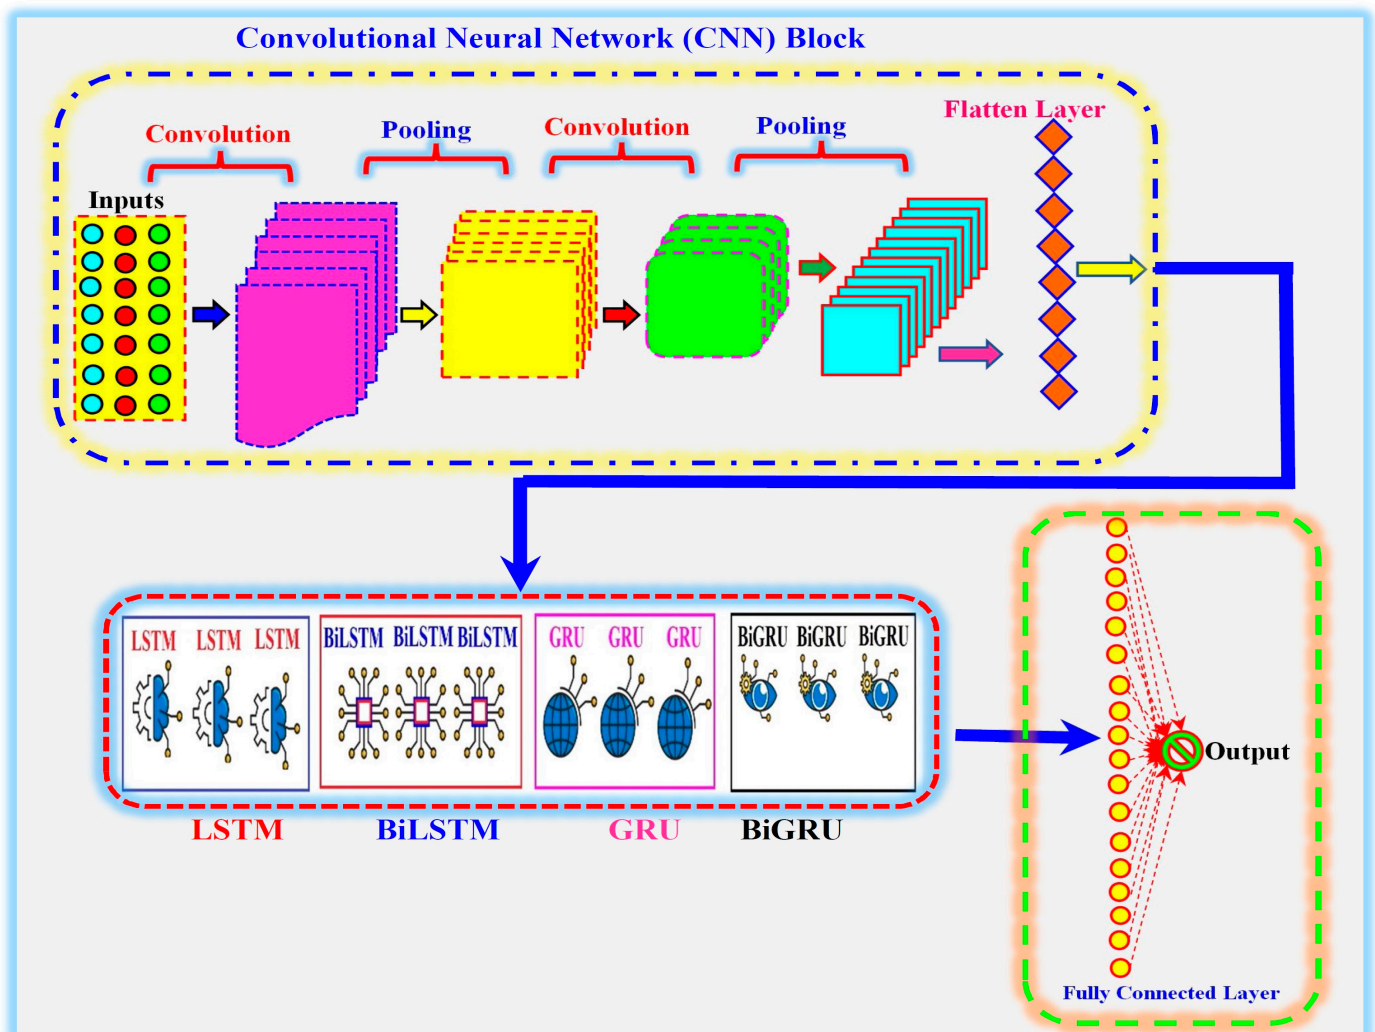 Convolutional Neural Network (CNN) Block
Flatten Layer
Convolution
Pooling
Convolution
Pooling
Inputs
LSTM LSTM LSTM
BiLSTM BiLSTM BiLSTM
GRU GRU GRU
BiGRU BiGRU BiGRU
LSTM
BiLSTM
GRU
BiGRU
Output
Fully Connected Layer